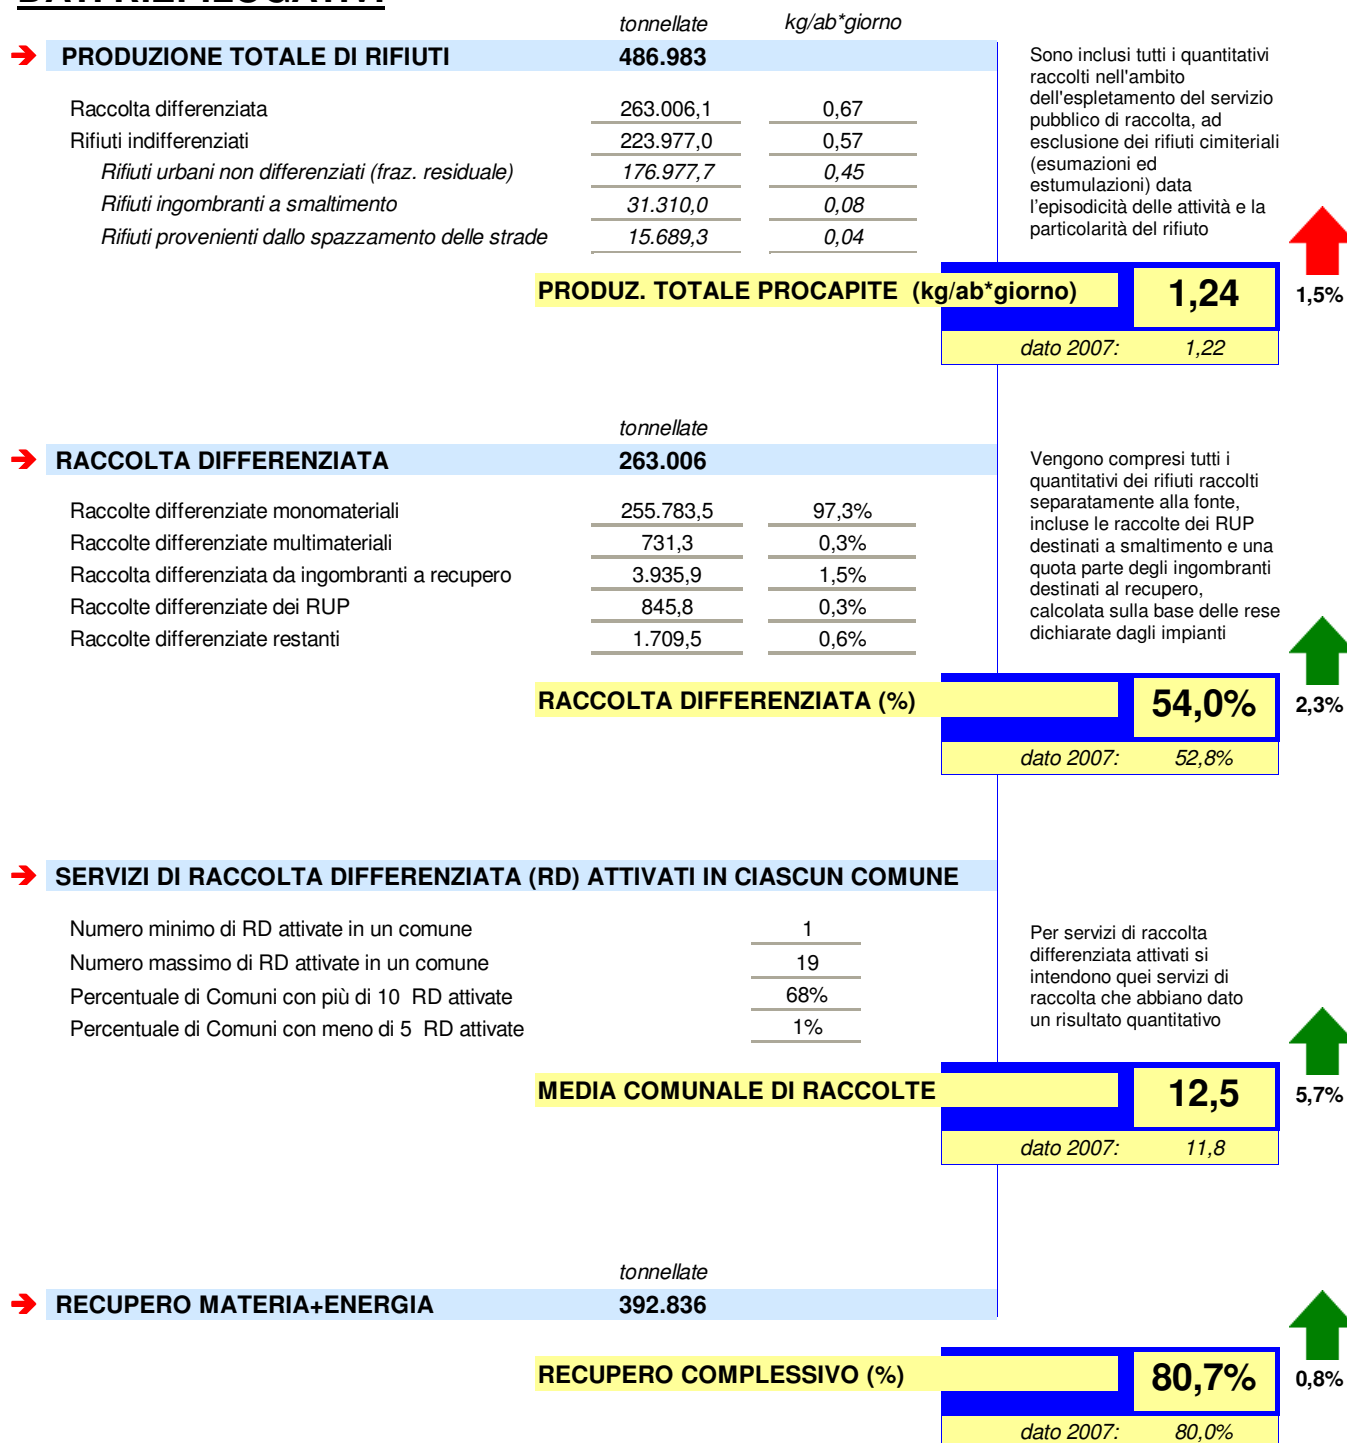 DATI RIEPILOGATIVI
tonnellate kg/ab*giorno
PRODUZIONE TOTALE DI RIFIUTI 486.983
Raccolta differenziata 263.006,1 0,67
Rifiuti indifferenziati 223.977,0 0,57
Rifiuti urbani non differenziati (fraz. residuale) 176.977,7 0,45
Rifiuti ingombranti a smaltimento 31.310,0 0,08
Rifiuti provenienti dallo spazzamento delle strade 15.689,3 0,04
Sono inclusi tutti i quantitativi
raccolti nell'ambito
dell'espletamento del servizio
pubblico di raccolta, ad
esclusione dei rifiuti cimiteriali
(esumazioni ed
estumulazioni) data
l'episodicità delle attività e la
particolarità del rifiuto
PRODUZ. TOTALE PROCAPITE (kg/ab*giorno) 1,24 1,5%
dato 2007: 1,22
tonnellate
RACCOLTA DIFFERENZIATA 263.006
Raccolte differenziate monomateriali 255.783,5 97,3%
Raccolte differenziate multimateriali 731,3 0,3%
Raccolta differenziata da ingombranti a recupero 3.935,9 1,5%
Raccolte differenziate dei RUP 845,8 0,3%
Raccolte differenziate restanti 1.709,5 0,6%
Vengono compresi tutti i
quantitativi dei rifiuti raccolti
separatamente alla fonte,
incluse le raccolte dei RUP
destinati a smaltimento e una
quota parte degli ingombranti
destinati al recupero,
calcolata sulla base delle rese
dichiarate dagli impianti
RACCOLTA DIFFERENZIATA (%) 54,0% 2,3%
dato 2007: 52,8%
SERVIZI DI RACCOLTA DIFFERENZIATA (RD) ATTIVATI IN CIASCUN COMUNE
Numero minimo di RD attivate in un comune 1
Numero massimo di RD attivate in un comune 19
Percentuale di Comuni con più di 10 RD attivate 68%
Percentuale di Comuni con meno di 5 RD attivate 1%
Per servizi di raccolta
differenziata attivati si
intendono quei servizi di
raccolta che abbiano dato
un risultato quantitativo
MEDIA COMUNALE DI RACCOLTE 12,5 5,7%
dato 2007: 11,8
tonnellate
RECUPERO MATERIA+ENERGIA 392.836
RECUPERO COMPLESSIVO (%) 80,7% 0,8%
dato 2007: 80,0%